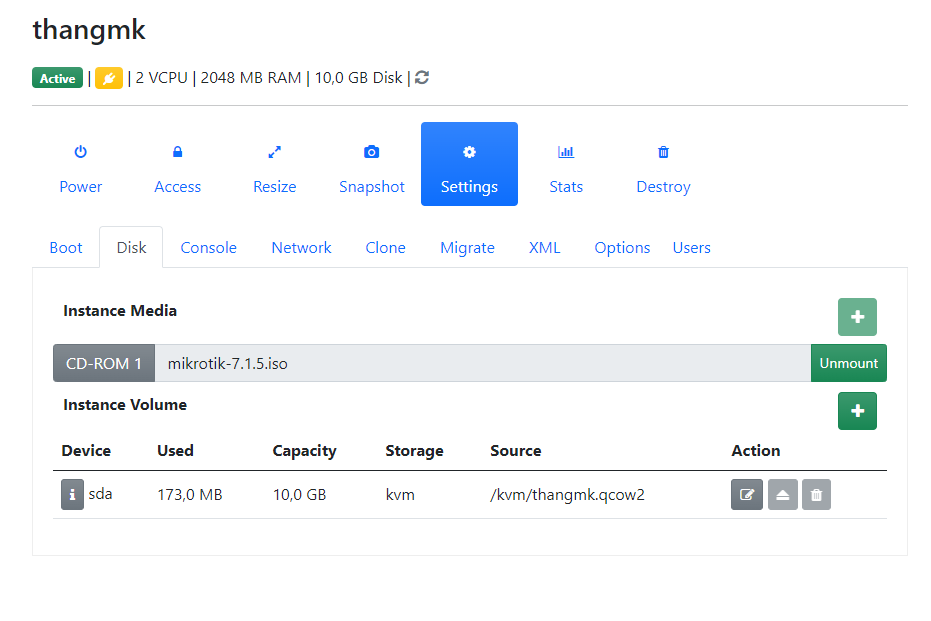 thangmk
Active | | 2 VCPU | 2048 MB RAM | 10,0 GB Disk |
Power Access Resize Snapshot Settings Stats Destroy
Boot Disk Console Network Clone Migrate XML Options Users
Instance Media
CD-ROM 1 mikrotik-7.1.5.iso Unmount
Instance Volume
Device Used Capacity Storage Source Action
sda 173,0 MB 10,0 GB kvm /kvm/thangmk.qcow2